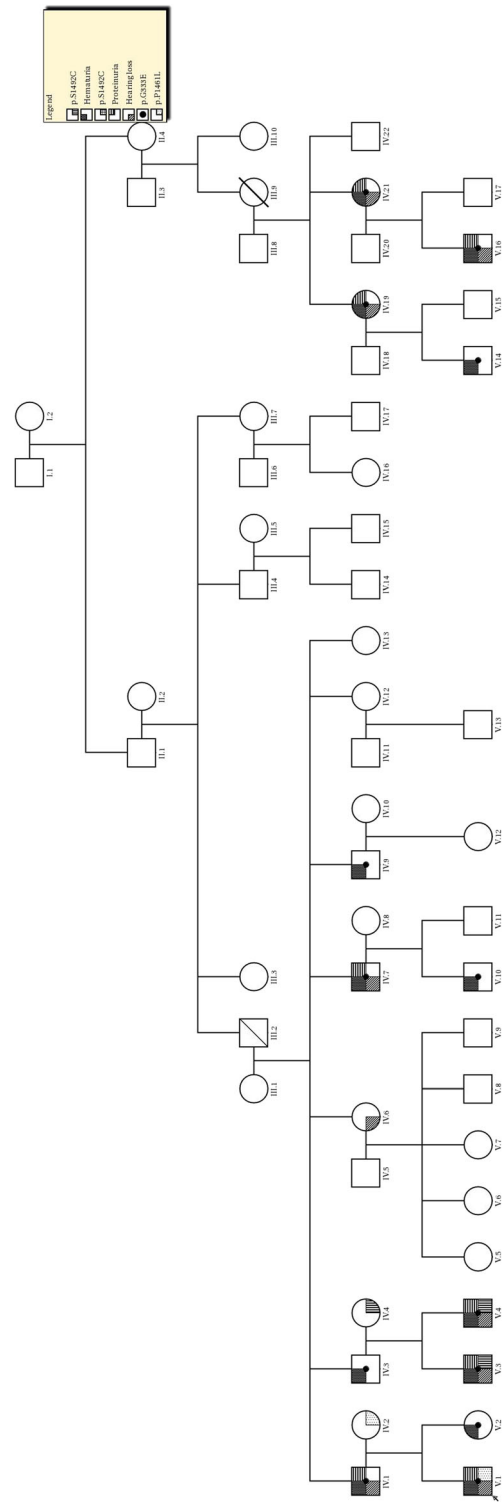 Legend
p.S1492C
Hematuria
p.S1492C
Proteinuria
Hearing loss
p.G333E
p.P1461L
I.1
I.2
II.1
II.2
II.3
II.4
III.1
III.2
III.3
III.4
III.5
III.6
III.7
III.8
III.9
III.10
IV.1
IV.2
IV.3
IV.4
IV.5
IV.6
IV.7
IV.8
IV.9
IV.10
IV.11
IV.12
IV.13
IV.14
IV.15
IV.16
IV.17
IV.18
IV.19
IV.20
IV.21
IV.22
V.1
V.2
V.3
V.4
V.5
V.6
V.7
V.8
V.9
V.10
V.11
V.12
V.13
V.14
V.15
V.16
V.17